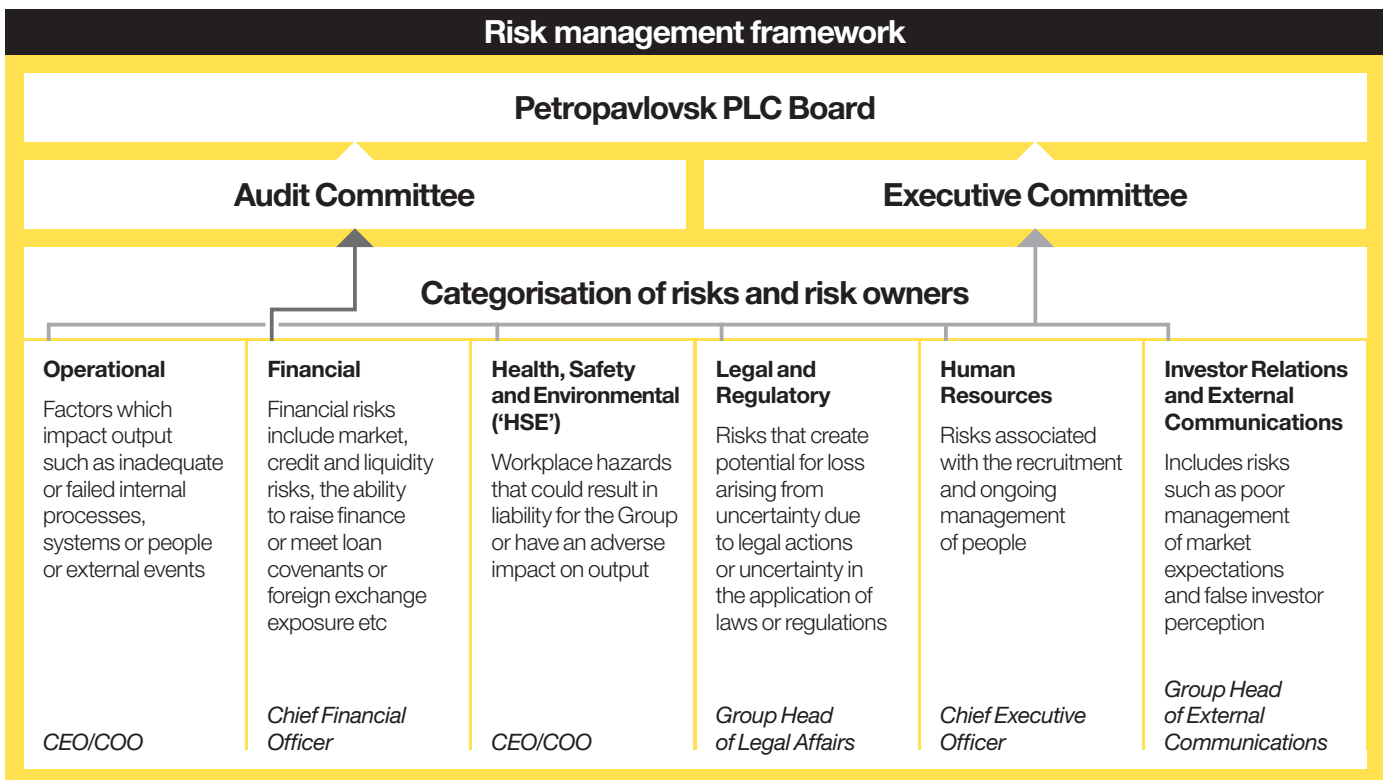 Risk management framework
Petropavlovsk PLC Board
Audit Committee
Executive Committee
Categorisation of risks and risk owners
Operational
Factors which
impact output
such as inadequate
or failed internal
processes,
systems or people
or external events
CEO/COO
Financial
Financial risks
include market,
credit and liquidity
risks, the ability
to raise finance
or meet loan
covenants or
foreign exchange
exposure etc
Chief Financial
Officer
Health, Safety
and Environmental
(‘HSE’)
Workplace hazards
that could result in
liability for the Group
or have an adverse
impact on output
CEO/COO
Legal and
Regulatory
Risks that create
potential for loss
arising from
uncertainty due
to legal actions
or uncertainty in
the application of
laws or regulations
Group Head
of Legal Affairs
Human
Resources
Risks associated
with the recruitment
and ongoing
management
of people
Chief Executive
Officer
Investor Relations
and External
Communications
Includes risks
such as poor
management
of market
expectations
and false investor
perception
Group Head
of External
Communications